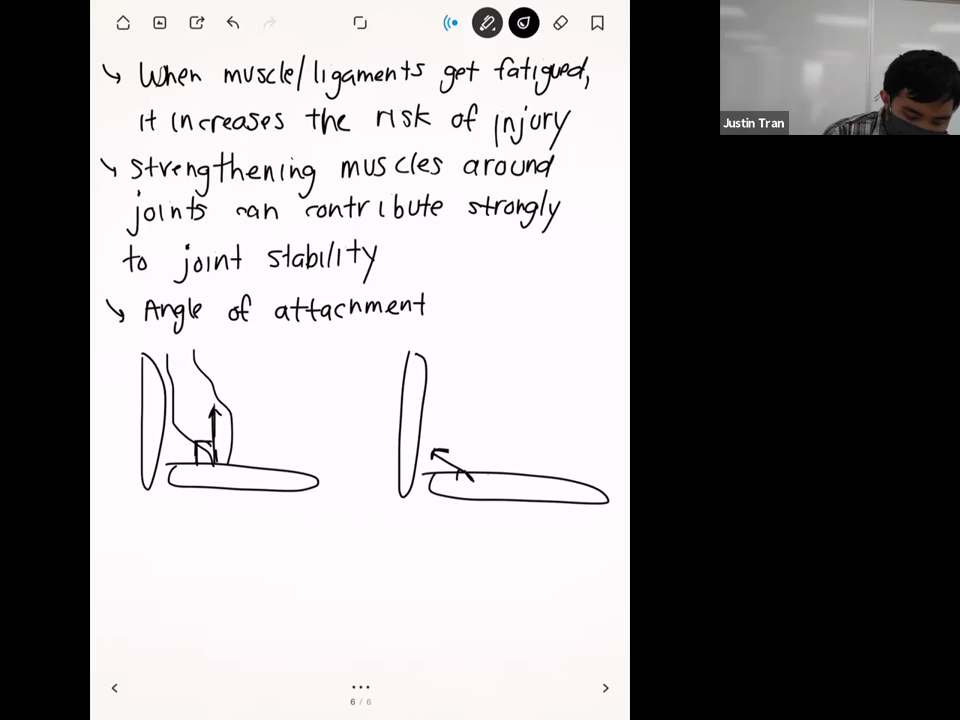 ↳ When muscle/ligaments get fatigued,
it increases the risk of injury
↳ strengthening muscles around
joints can contribute strongly
to joint stability
↳ Angle of attachment
6 / 6
Justin Tran